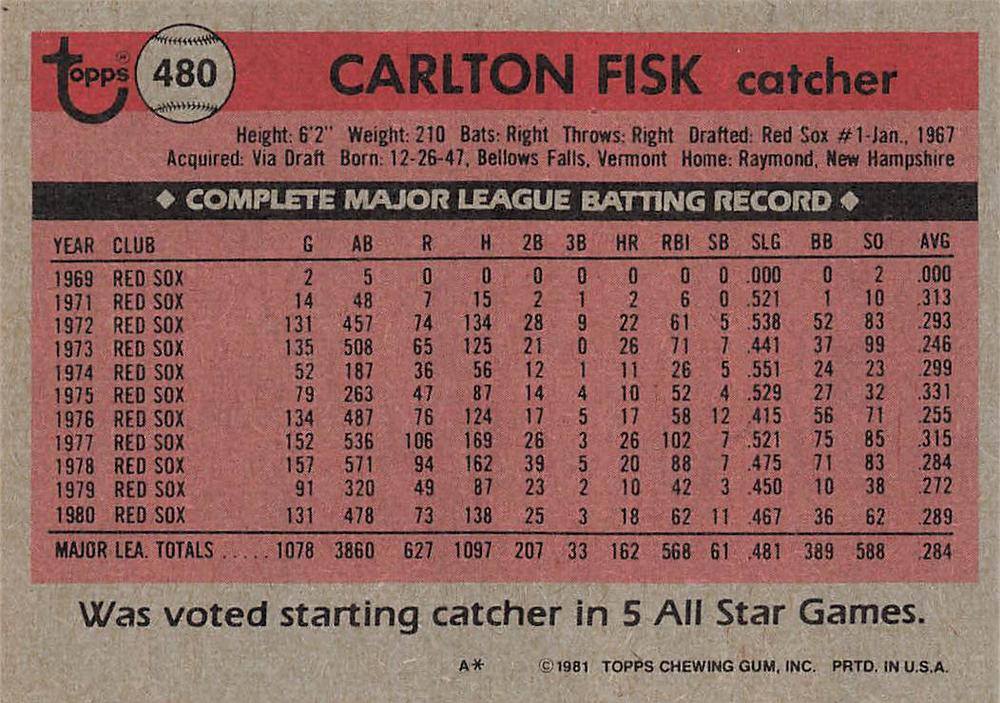 topps® 480 CARLTON FISK catcher
Height: 6'2" Weight: 210 Bats: Right Throws: Right Drafted: Red Sox #1-Jan., 1967
Acquired: Via Draft Born: 12-26-47, Bellows Falls, Vermont Home: Raymond, New Hampshire
◆ COMPLETE MAJOR LEAGUE BATTING RECORD ◆
YEAR CLUB G AB R H 2B 3B HR RBI SB SLG BB SO AVG
1969 RED SOX 2 5 0 0 0 0 0 0 0 .000 0 2 .000
1971 RED SOX 14 48 7 15 2 1 2 6 0 .521 1 10 .313
1972 RED SOX 131 457 74 134 28 9 22 61 5 .538 52 83 .293
1973 RED SOX 135 508 65 125 21 0 26 71 7 .441 37 99 .246
1974 RED SOX 52 187 36 56 12 1 11 26 5 .551 24 23 .299
1975 RED SOX 79 263 47 87 14 4 10 52 4 .529 27 32 .331
1976 RED SOX 134 487 76 124 17 5 17 58 12 .415 56 71 .255
1977 RED SOX 152 536 106 169 26 3 26 102 7 .521 75 85 .315
1978 RED SOX 157 571 94 162 39 5 20 88 7 .475 71 83 .284
1979 RED SOX 91 320 49 87 23 2 10 42 3 .450 10 38 .272
1980 RED SOX 131 478 73 138 25 3 18 62 11 .467 36 62 .289
MAJOR LEA. TOTALS ..... 1078 3860 627 1097 207 33 162 568 61 .481 389 588 .284
Was voted starting catcher in 5 All Star Games.
A* ©1981 TOPPS CHEWING GUM, INC. PRTD. IN U.S.A.